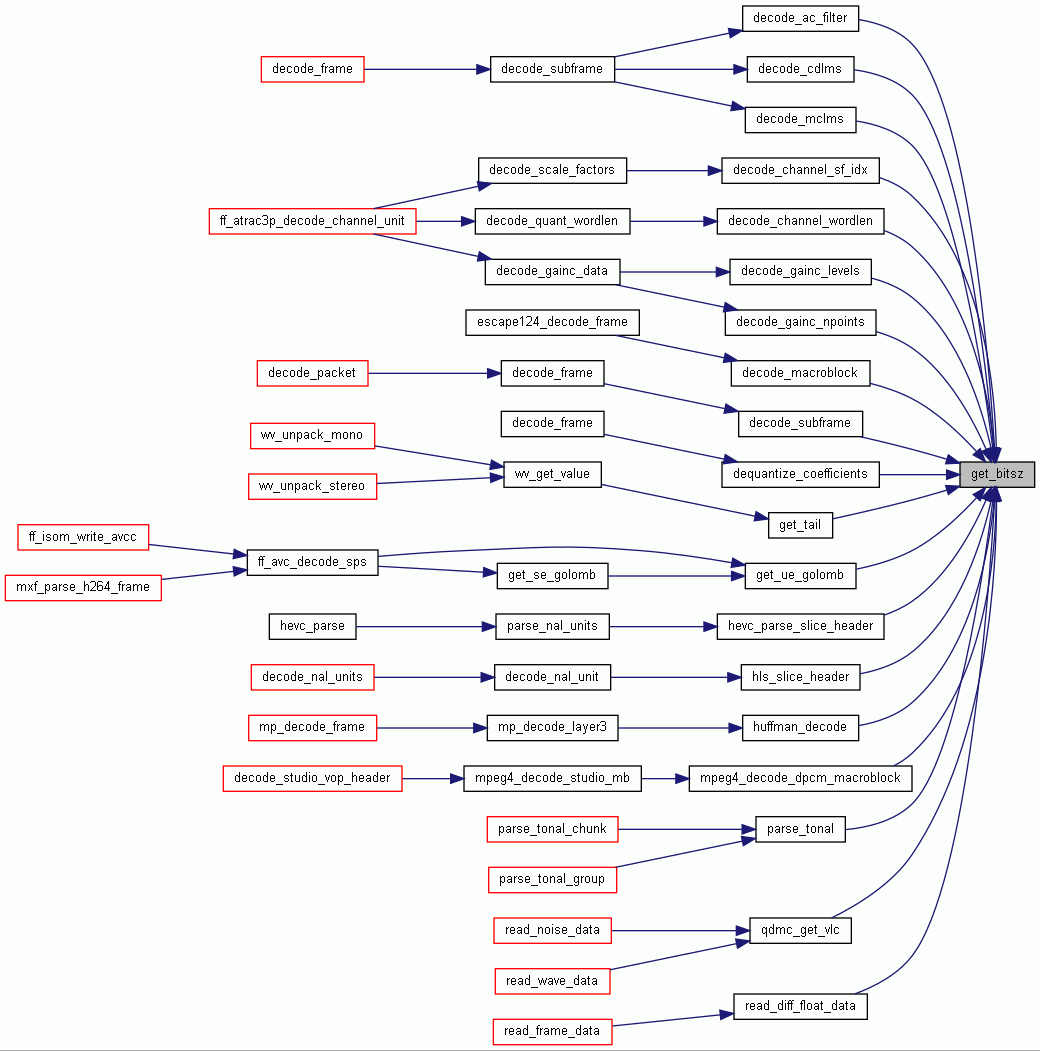 decode_ac_filter
decode_frame
decode_subframe
decode_cdlms
decode_mclms
decode_scale_factors
decode_channel_sf_idx
ff_atrac3p_decode_channel_unit
decode_quant_wordlen
decode_channel_wordlen
decode_gainc_data
decode_gainc_levels
escape124_decode_frame
decode_gainc_npoints
decode_packet
decode_frame
decode_macroblock
decode_frame
decode_subframe
wv_unpack_mono
wv_unpack_stereo
wv_get_value
dequantize_coefficients
get_bitsz
get_tail
ff_isom_write_avcc
ff_avc_decode_sps
mxf_parse_h264_frame
get_se_golomb
get_ue_golomb
hevc_parse
parse_nal_units
hevc_parse_slice_header
decode_nal_units
decode_nal_unit
hls_slice_header
mp_decode_frame
mp_decode_layer3
huffman_decode
decode_studio_vop_header
mpeg4_decode_studio_mb
mpeg4_decode_dpcm_macroblock
parse_tonal_chunk
parse_tonal
parse_tonal_group
read_noise_data
qdmc_get_vlc
read_wave_data
read_diff_float_data
read_frame_data